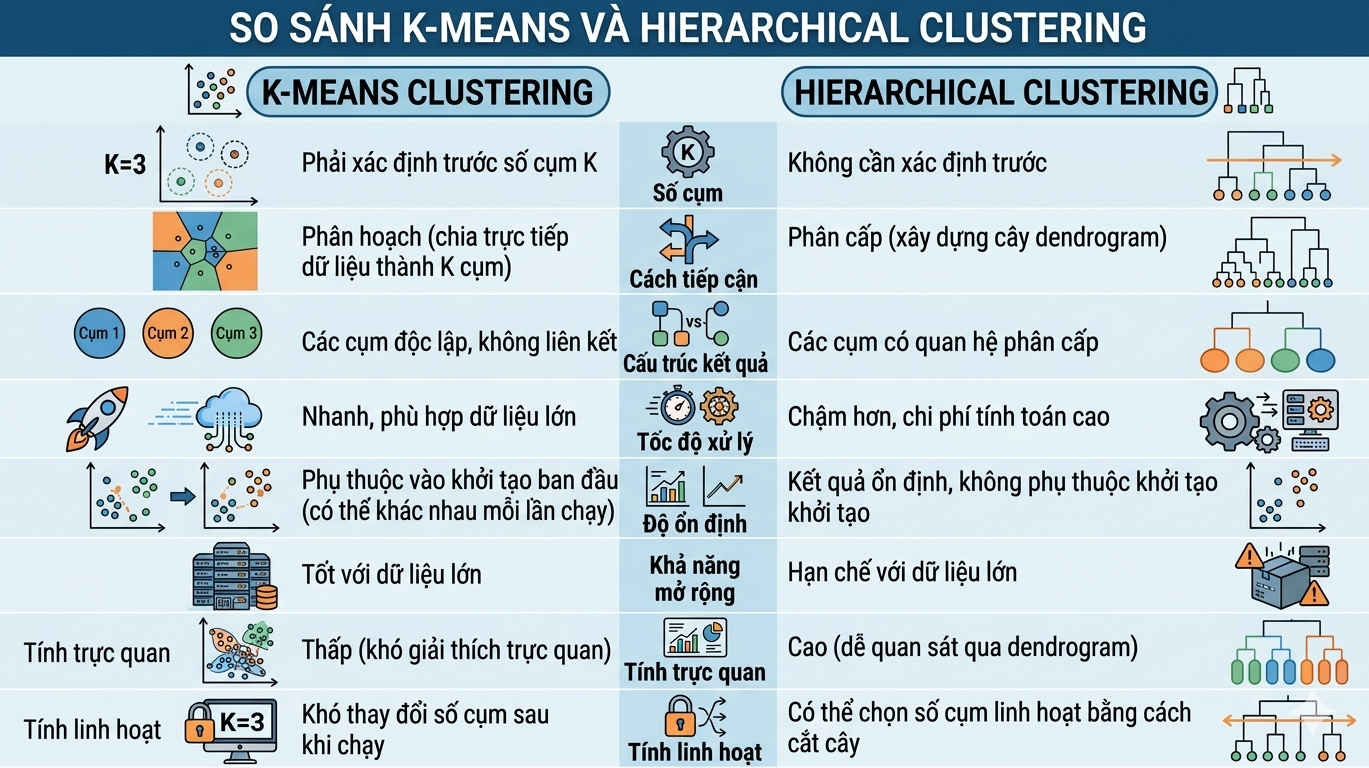 SO SÁNH K-MEANS VÀ HIERARCHICAL CLUSTERING
K-MEANS CLUSTERING
HIERARCHICAL CLUSTERING
K=3
Phải xác định trước số cụm K
K
Số cụm
Không cần xác định trước
Phân hoạch (chia trực tiếp
dữ liệu thành K cụm)
Cách tiếp cận
Phân cấp (xây dựng cây dendrogram)
Cụm 1
Cụm 2
Cụm 3
Các cụm độc lập, không liên kết
vs
Cấu trúc kết quả
Các cụm có quan hệ phân cấp
Nhanh, phù hợp dữ liệu lớn
Tốc độ xử lý
Chậm hơn, chi phí tính toán cao
Phụ thuộc vào khởi tạo ban đầu
(có thể khác nhau mỗi lần chạy)
Độ ổn định
Kết quả ổn định, không phụ thuộc khởi tạo
khởi tạo
Tốt với dữ liệu lớn
Khả năng
mở rộng
Hạn chế với dữ liệu lớn
Tính trực quan
Thấp (khó giải thích trực quan)
Tính trực quan
Cao (dễ quan sát qua dendrogram)
Tính linh hoạt
K=3
Khó thay đổi số cụm sau
khi chạy
Tính linh hoạt
Có thể chọn số cụm linh hoạt bằng cách
cắt cây